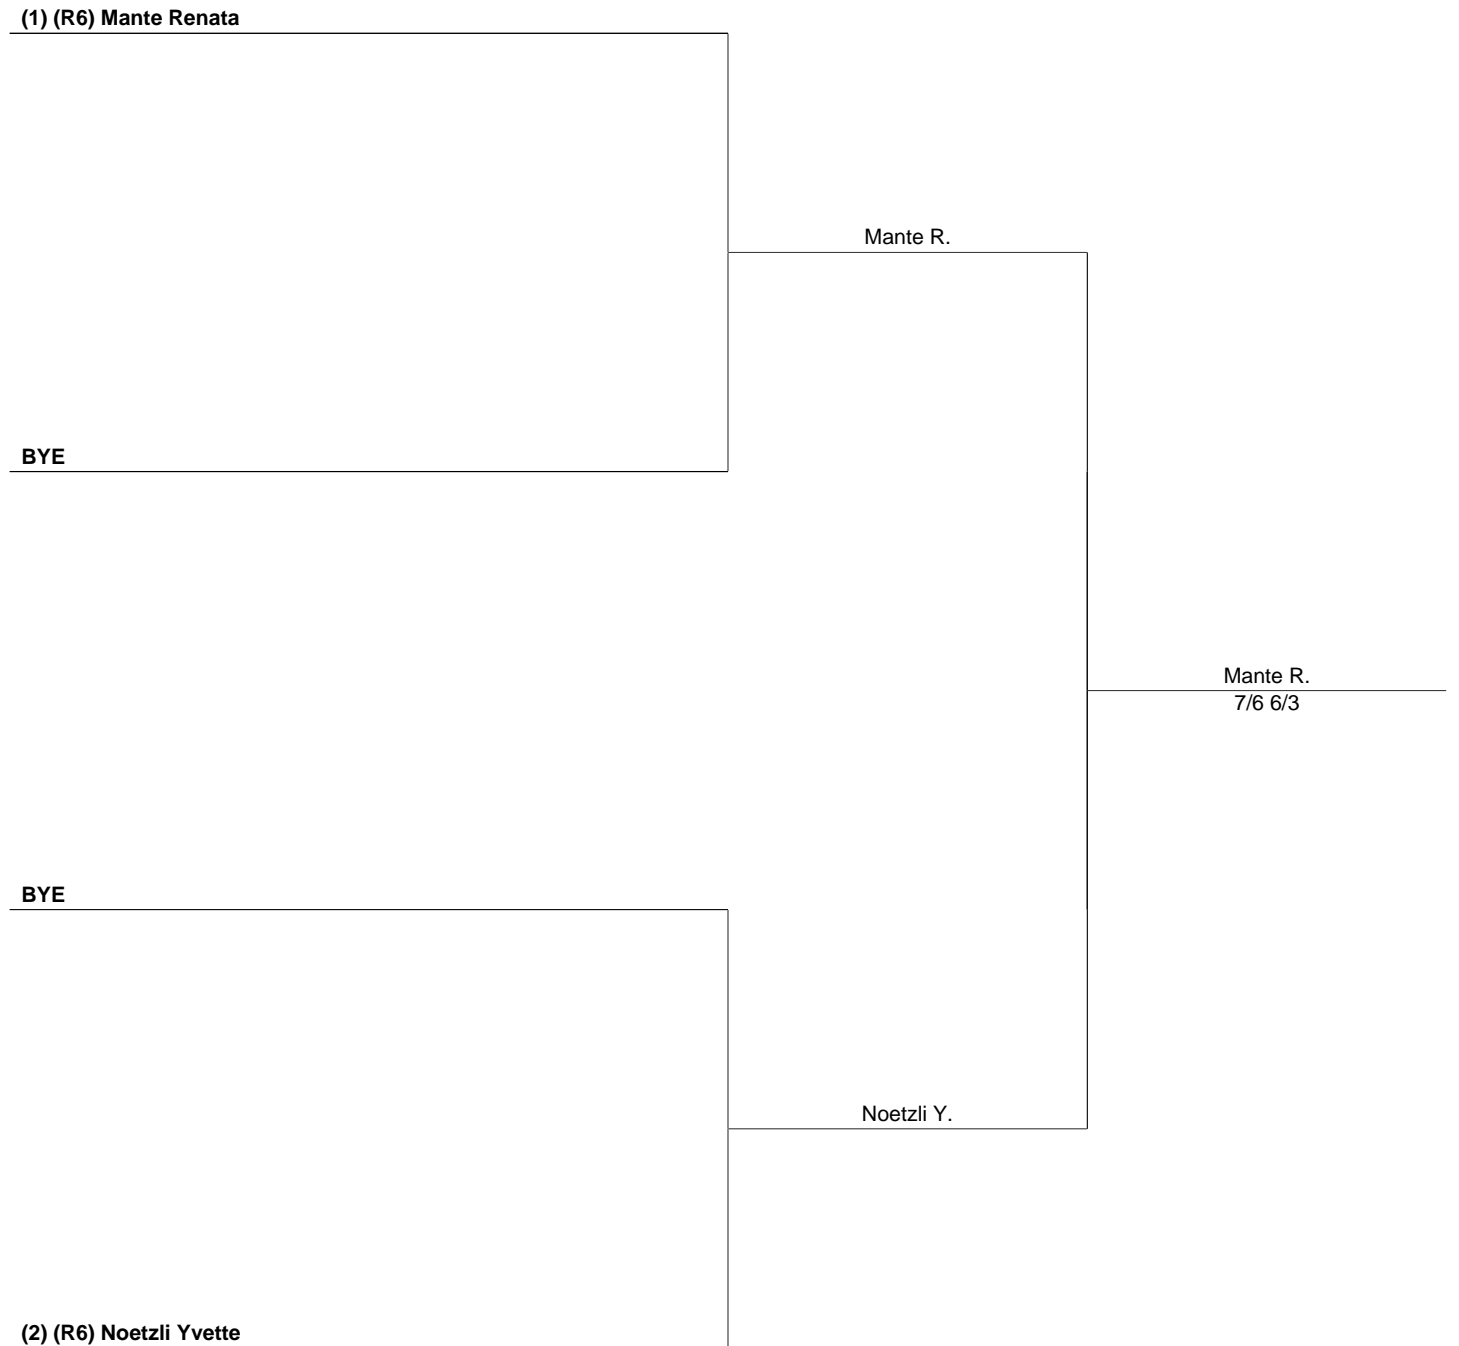 (1) (R6) Mante Renata
Mante R.
BYE
Mante R.
7/6 6/3
BYE
Noetzli Y.
(2) (R6) Noetzli Yvette